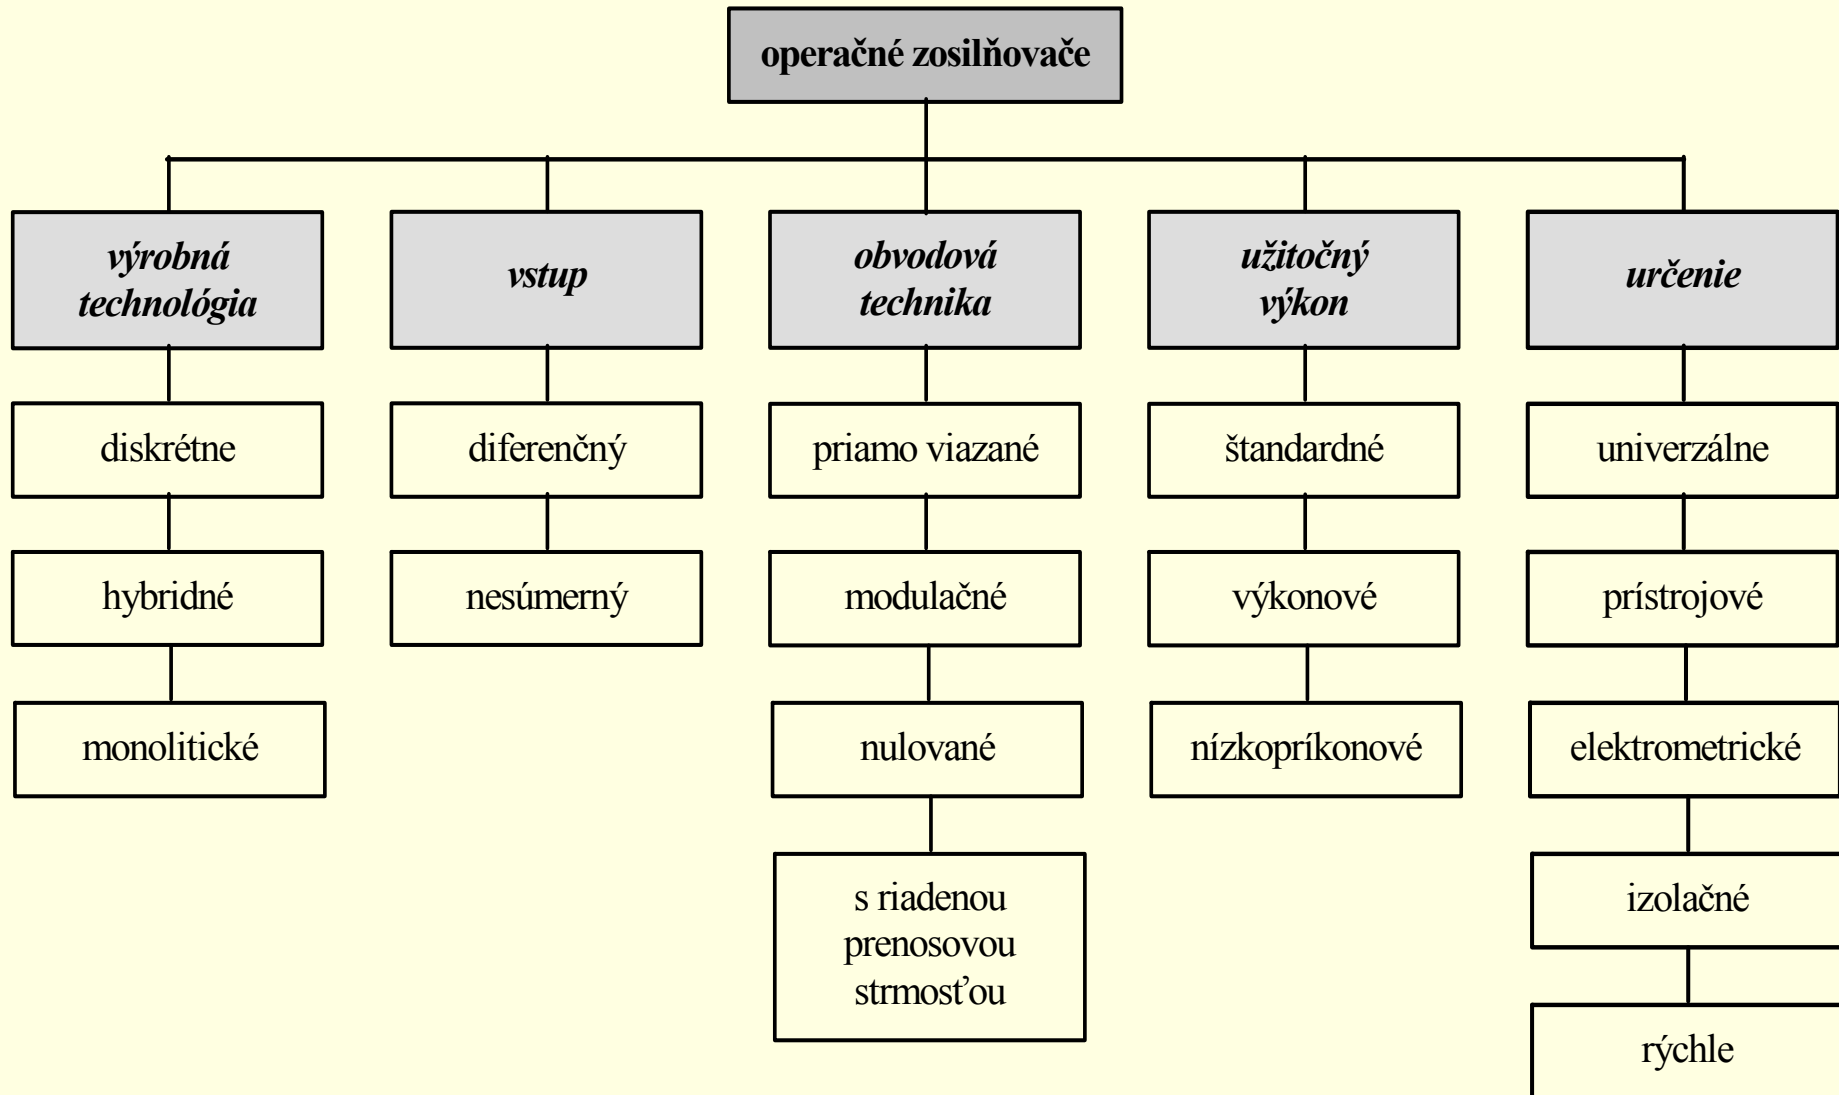 operačné zosilňovače
výrobná
technológia
vstup
obvodová
technika
užitočný
výkon
určenie
diskrétne
diferenčný
priamo viazané
štandardné
univerzálne
hybridné
nesúmerný
modulačné
výkonové
prístrojové
monolitické
nulované
nízkopríkonové
elektrometrické
s riadenou
prenosovou
strmosťou
izolačné
rýchle